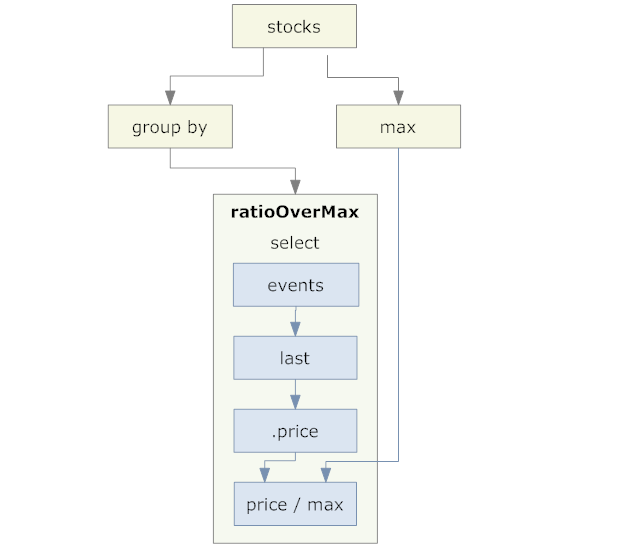 stocks
group by
max
ratioOverMax
select
events
last
.price
price / max